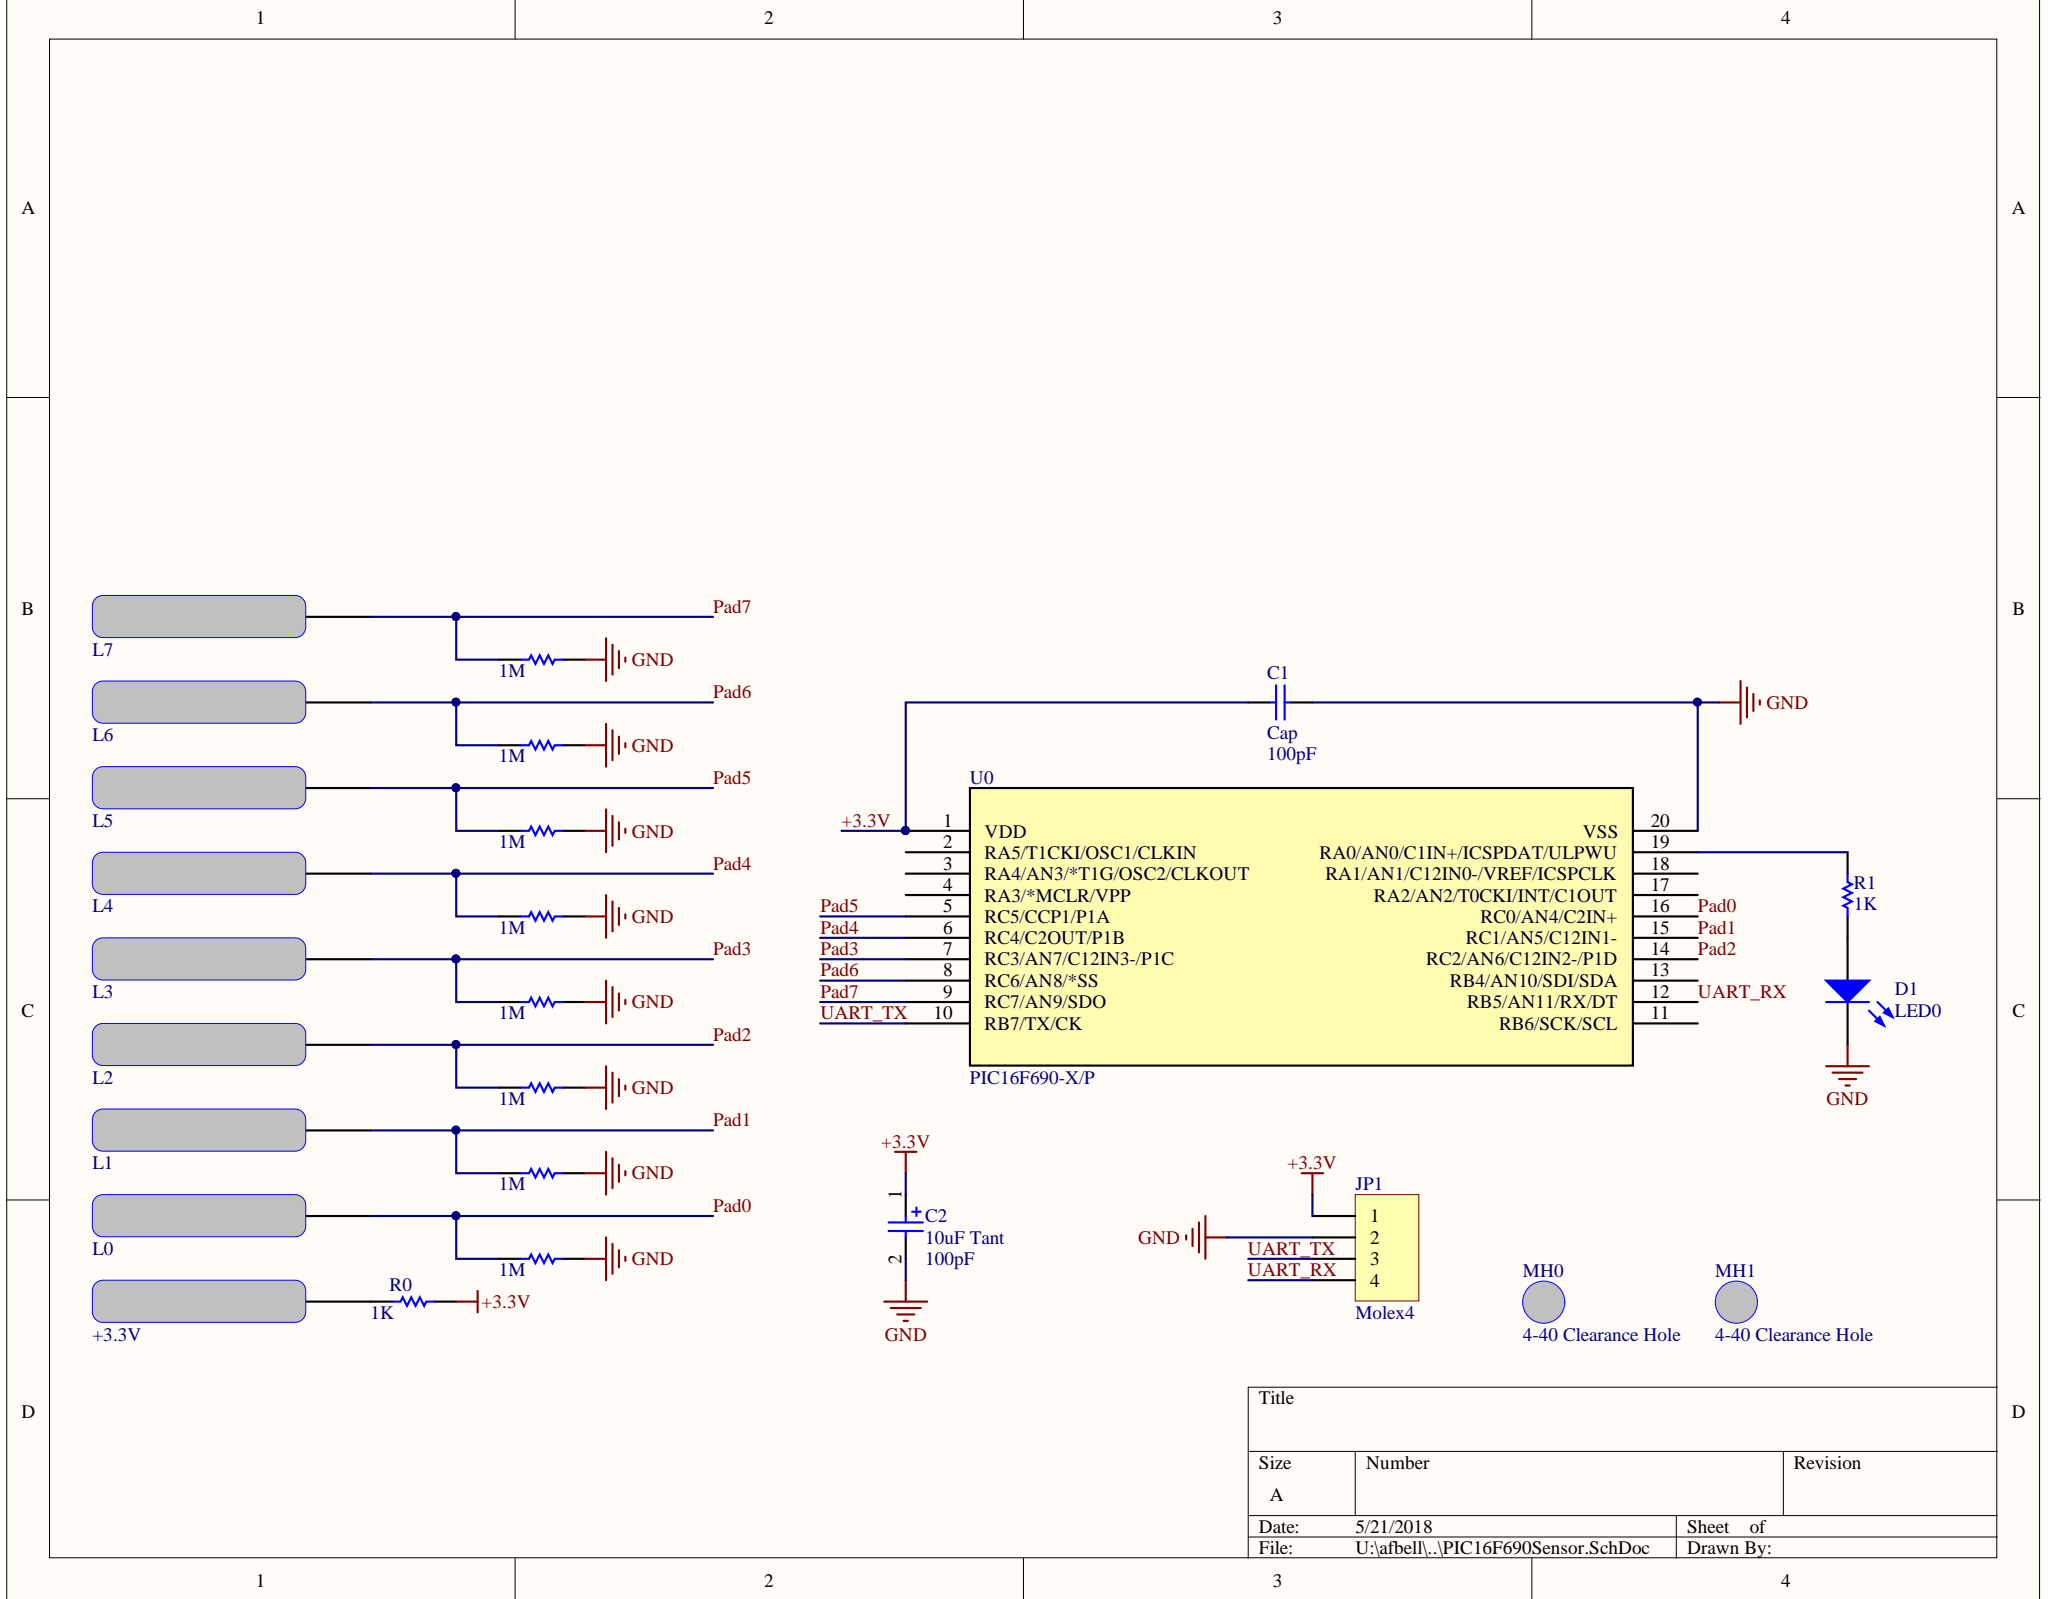 1 2 3 4
A A
B B
C C
D D
Pad7
L7
1M
GND
Pad6
L6
1M
GND
Pad5
L5
1M
GND
Pad4
L4
1M
GND
Pad3
L3
1M
GND
Pad2
L2
1M
GND
Pad1
L1
1M
GND
Pad0
L0
1M
GND
R0
1K
+3.3V
+3.3V
C1
Cap
100pF
GND
U0
+3.3V
1 VDD
2 RA5/T1CKI/OSC1/CLKIN
3 RA4/AN3/*T1G/OSC2/CLKOUT
4 RA3/*MCLR/VPP
Pad5 5 RC5/CCP1/P1A
Pad4 6 RC4/C2OUT/P1B
Pad3 7 RC3/AN7/C12IN3-/P1C
Pad6 8 RC6/AN8/*SS
Pad7 9 RC7/AN9/SDO
UART_TX 10 RB7/TX/CK
VSS 20
RA0/AN0/C1IN+/ICSPDAT/ULPWU 19
RA1/AN1/C12IN0-/VREF/ICSPCLK 18
RA2/AN2/T0CKI/INT/C1OUT 17
RC0/AN4/C2IN+ 16 Pad0
RC1/AN5/C12IN1- 15 Pad1
RC2/AN6/C12IN2-/P1D 14 Pad2
RB4/AN10/SDI/SDA 13
RB5/AN11/RX/DT 12 UART_RX
RB6/SCK/SCL 11
PIC16F690-X/P
R1
1K
D1
LED0
GND
+3.3V
1
+
C2
10uF Tant
100pF
2
GND
+3.3V
JP1
1
GND 2
UART_TX 3
UART_RX 4
Molex4
MH0
4-40 Clearance Hole
MH1
4-40 Clearance Hole
Title
Size Number Revision
A
Date: 5/21/2018 Sheet of
File: U:\afbell\..\PIC16F690Sensor.SchDoc Drawn By:
1 2 3 4